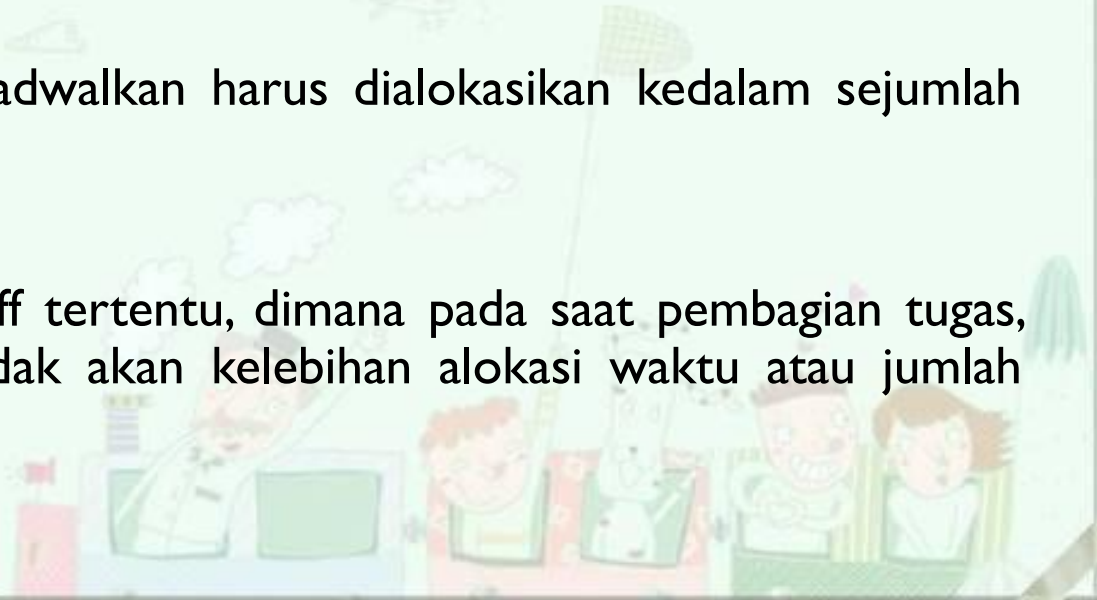 adwalkan harus dialokasikan kedalam sejumlah
ff tertentu, dimana pada saat pembagian tugas,
dak akan kelebihan alokasi waktu atau jumlah